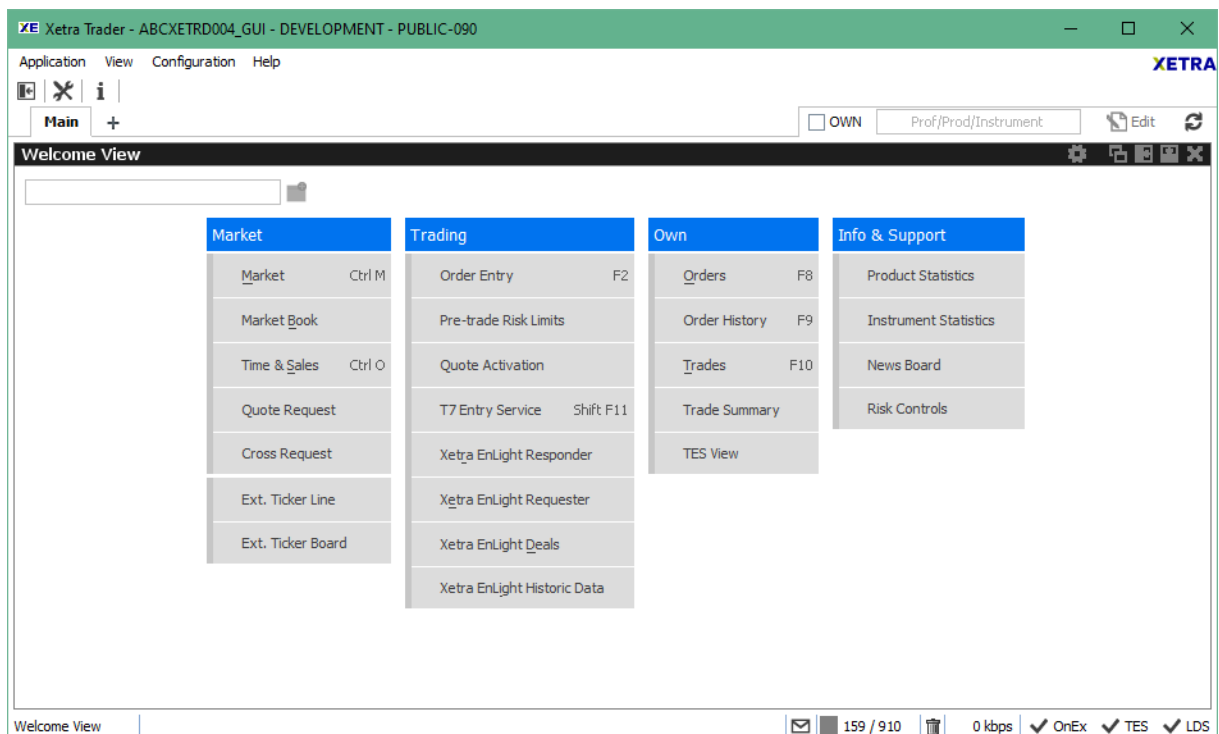 XE Xetra Trader - ABCXETRD004_GUI - DEVELOPMENT - PUBLIC-090
Application View Configuration Help
XETRA
Main + OWN Prof/Prod/Instrument Edit
Welcome View
Market
Market Ctrl M
Market Book
Time & Sales Ctrl O
Quote Request
Cross Request
Ext. Ticker Line
Ext. Ticker Board
Trading
Order Entry F2
Pre-trade Risk Limits
Quote Activation
T7 Entry Service Shift F11
Xetra EnLight Responder
Xetra EnLight Requester
Xetra EnLight Deals
Xetra EnLight Historic Data
Own
Orders F8
Order History F9
Trades F10
Trade Summary
TES View
Info & Support
Product Statistics
Instrument Statistics
News Board
Risk Controls
Welcome View 159 / 910 0 kbps OnEx TES LDS